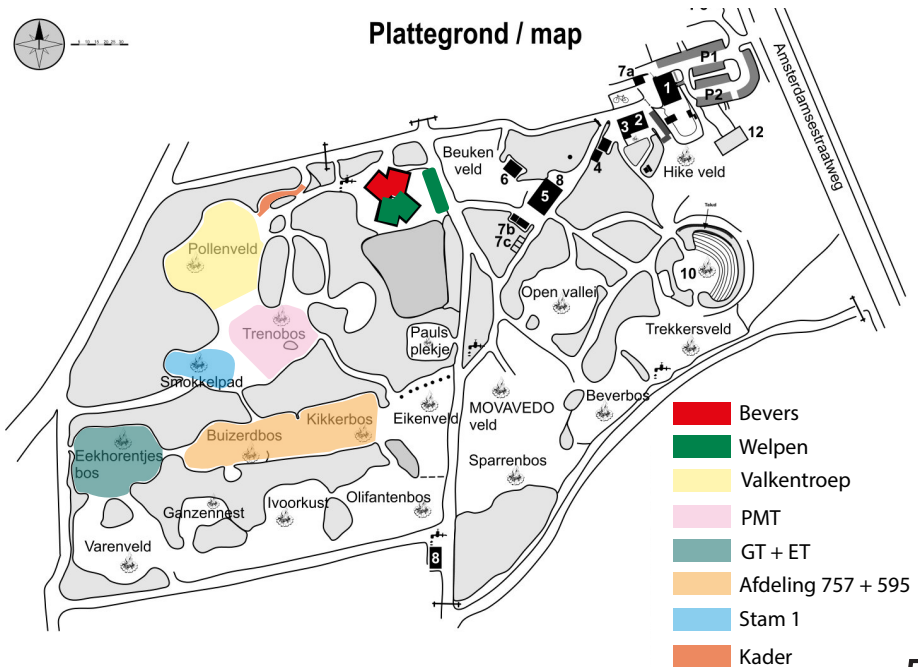 Plattegrond / map
P1
7a
1
P2
Amsterdamsestraatweg
2
3
12
Beuken
veld
4
Hike veld
6
8
5
7b
7c
Talud
Pollenveld
10
Open vallei
Trenobos
Pauls
plekje
Trekkersveld
Smokkelpad
Beverbos
Kikkerbos
Eikenveld
MOVAVEDO
veld
Buizerdbos
Eekhorentjes
bos
Sparrenbos
Ganzennest
Ivoorkust
Olifantenbos
Varenveld
8
Bevers
Welpen
Valkentroep
PMT
GT + ET
Afdeling 757 + 595
Stam 1
Kader